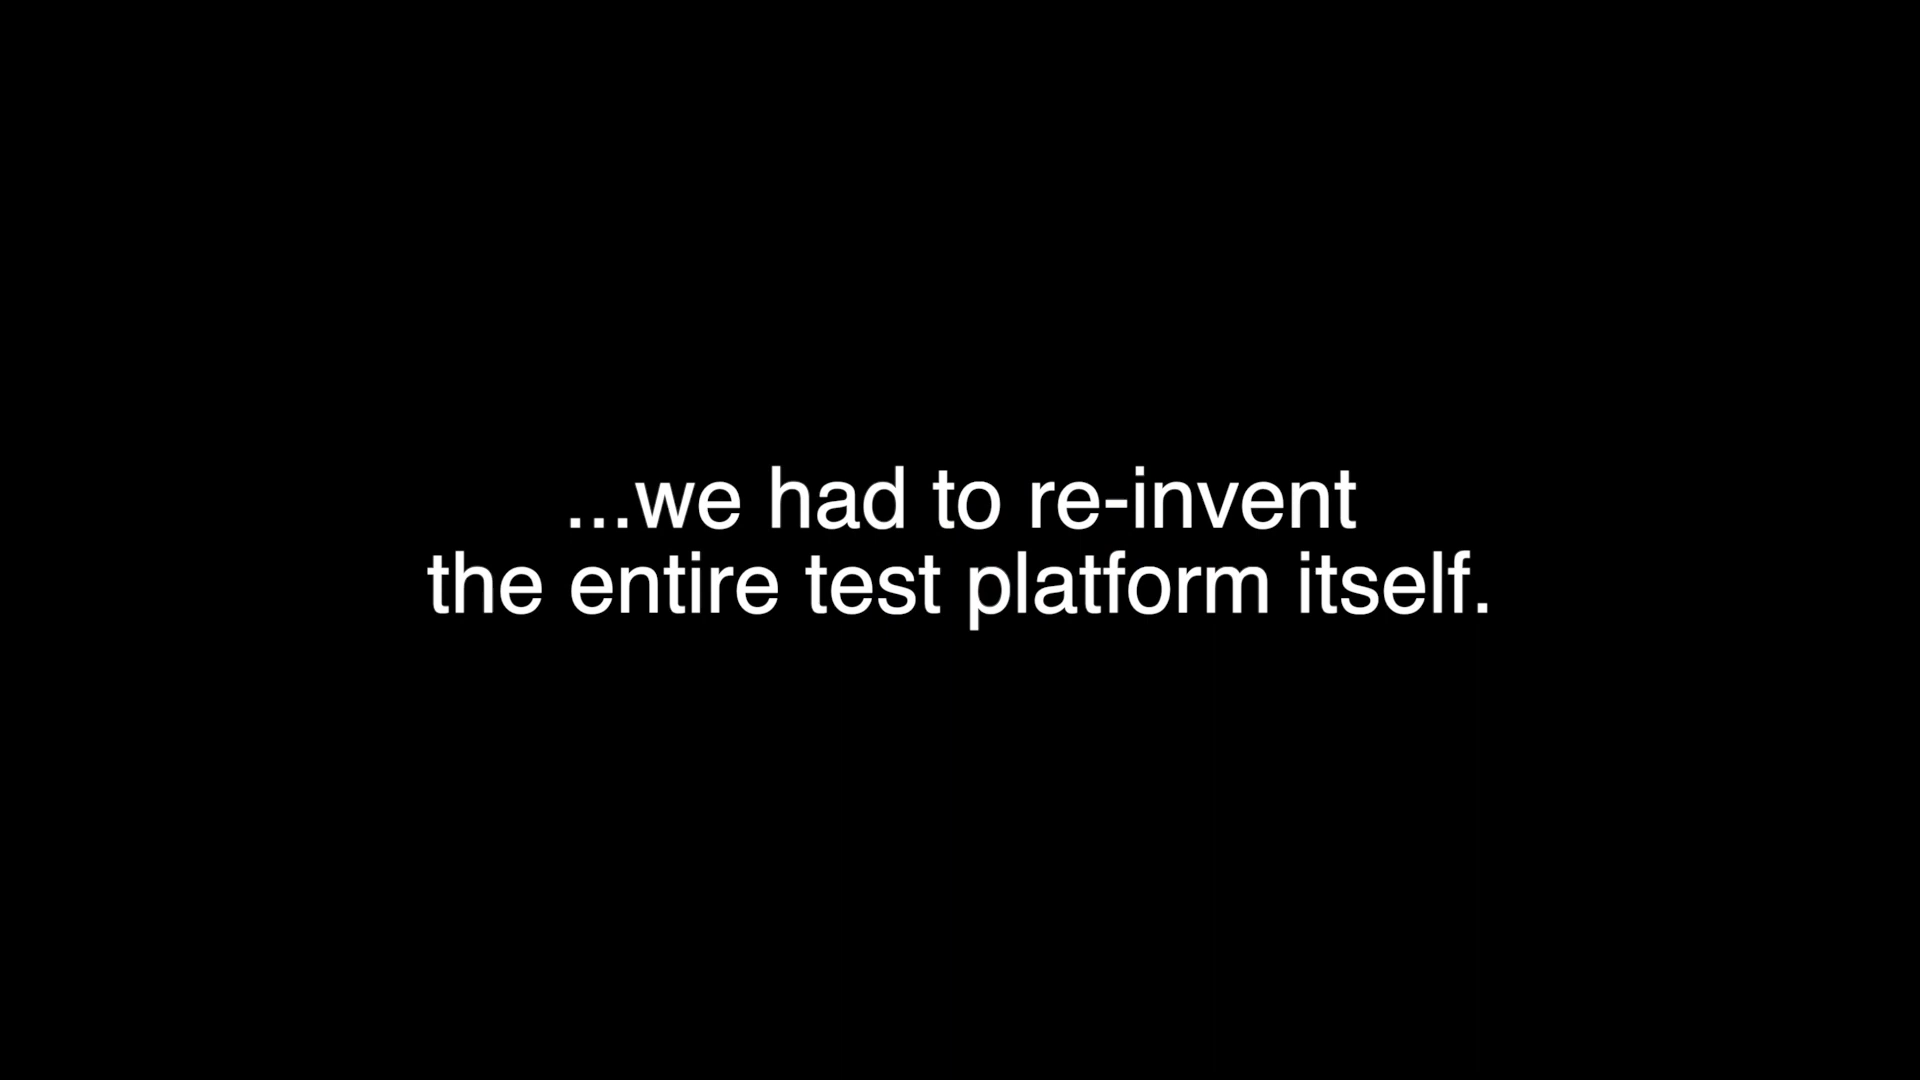 ...we had to re-invent
the entire test platform itself.